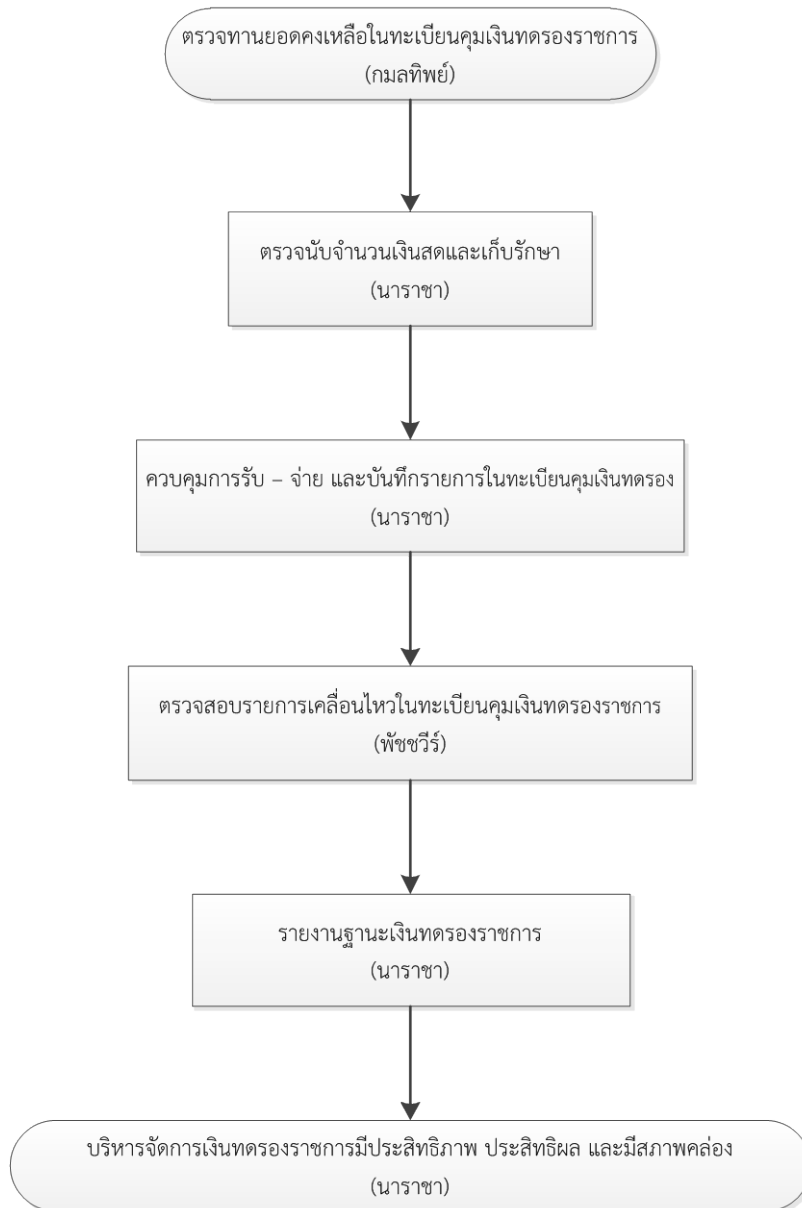 ตรวจทานยอดคงเหลือในทะเบียนคุมเงินทดรองราชการ
(กมลทิพย์)
ตรวจนับจำนวนเงินสดและเก็บรักษา
(นาราชา)
ควบคุมการรับ – จ่าย และบันทึกรายการในทะเบียนคุมเงินทดรอง
(นาราชา)
ตรวจสอบรายการเคลื่อนไหวในทะเบียนคุมเงินทดรองราชการ
(พัชชวีร์)
รายงานฐานะเงินทดรองราชการ
(นาราชา)
บริหารจัดการเงินทดรองราชการมีประสิทธิภาพ ประสิทธิผล และมีสภาพคล่อง
(นาราชา)